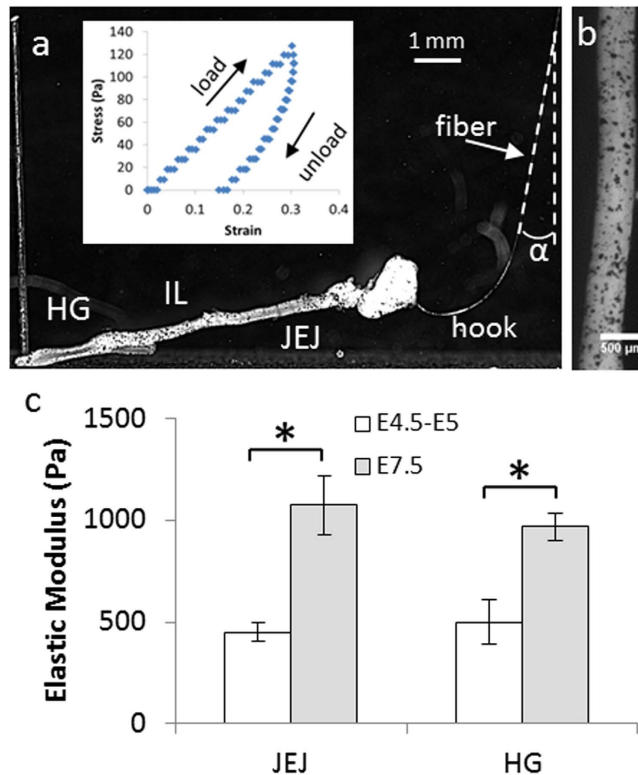 a
b
140
120
100
80
60
40
20
0
Stress (Pa)
load
unload
0
0.1
0.2
0.3
0.4
Strain
1 mm
fiber
α
HG
IL
JEJ
hook
500 µm
c
1500
1000
500
0
Elastic Modulus (Pa)
*
*
E4.5-E5
E7.5
JEJ
HG